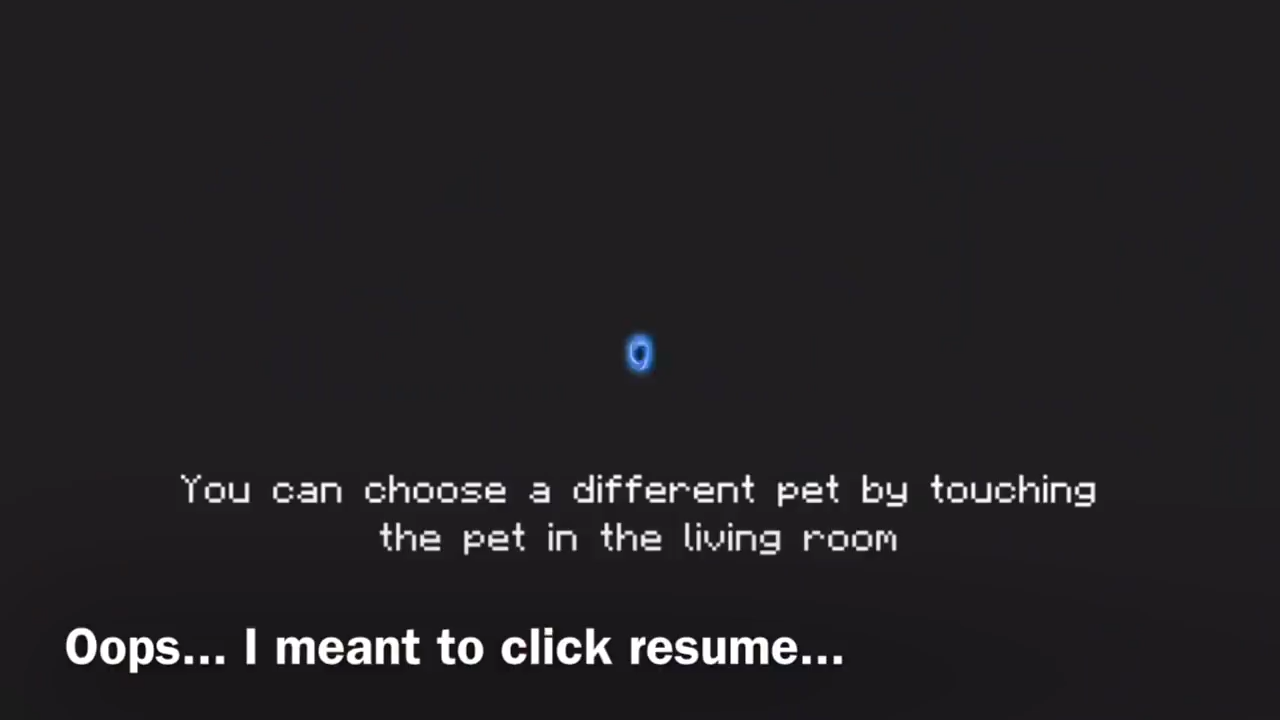 You can choose a different pet by touching
the pet in the living room
Oops... I meant to click resume...